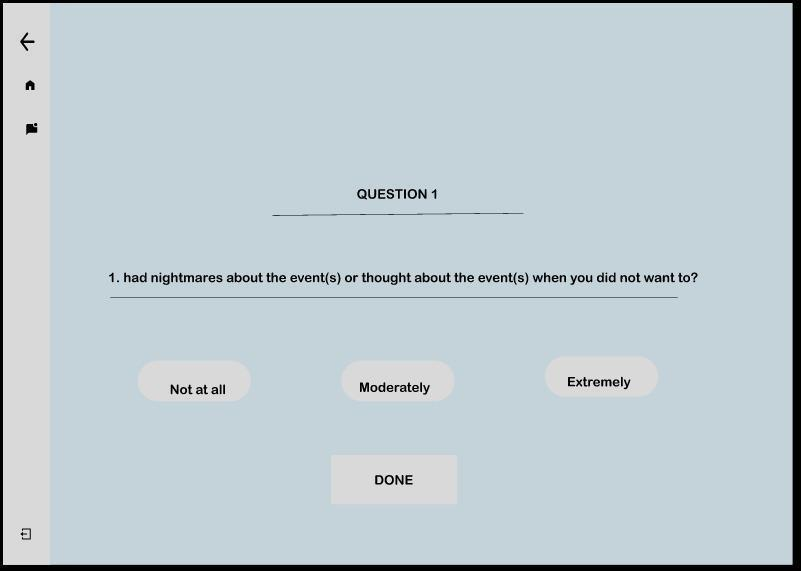 QUESTION 1
1. had nightmares about the event(s) or thought about the event(s) when you did not want to?
Not at all
Moderately
Extremely
DONE